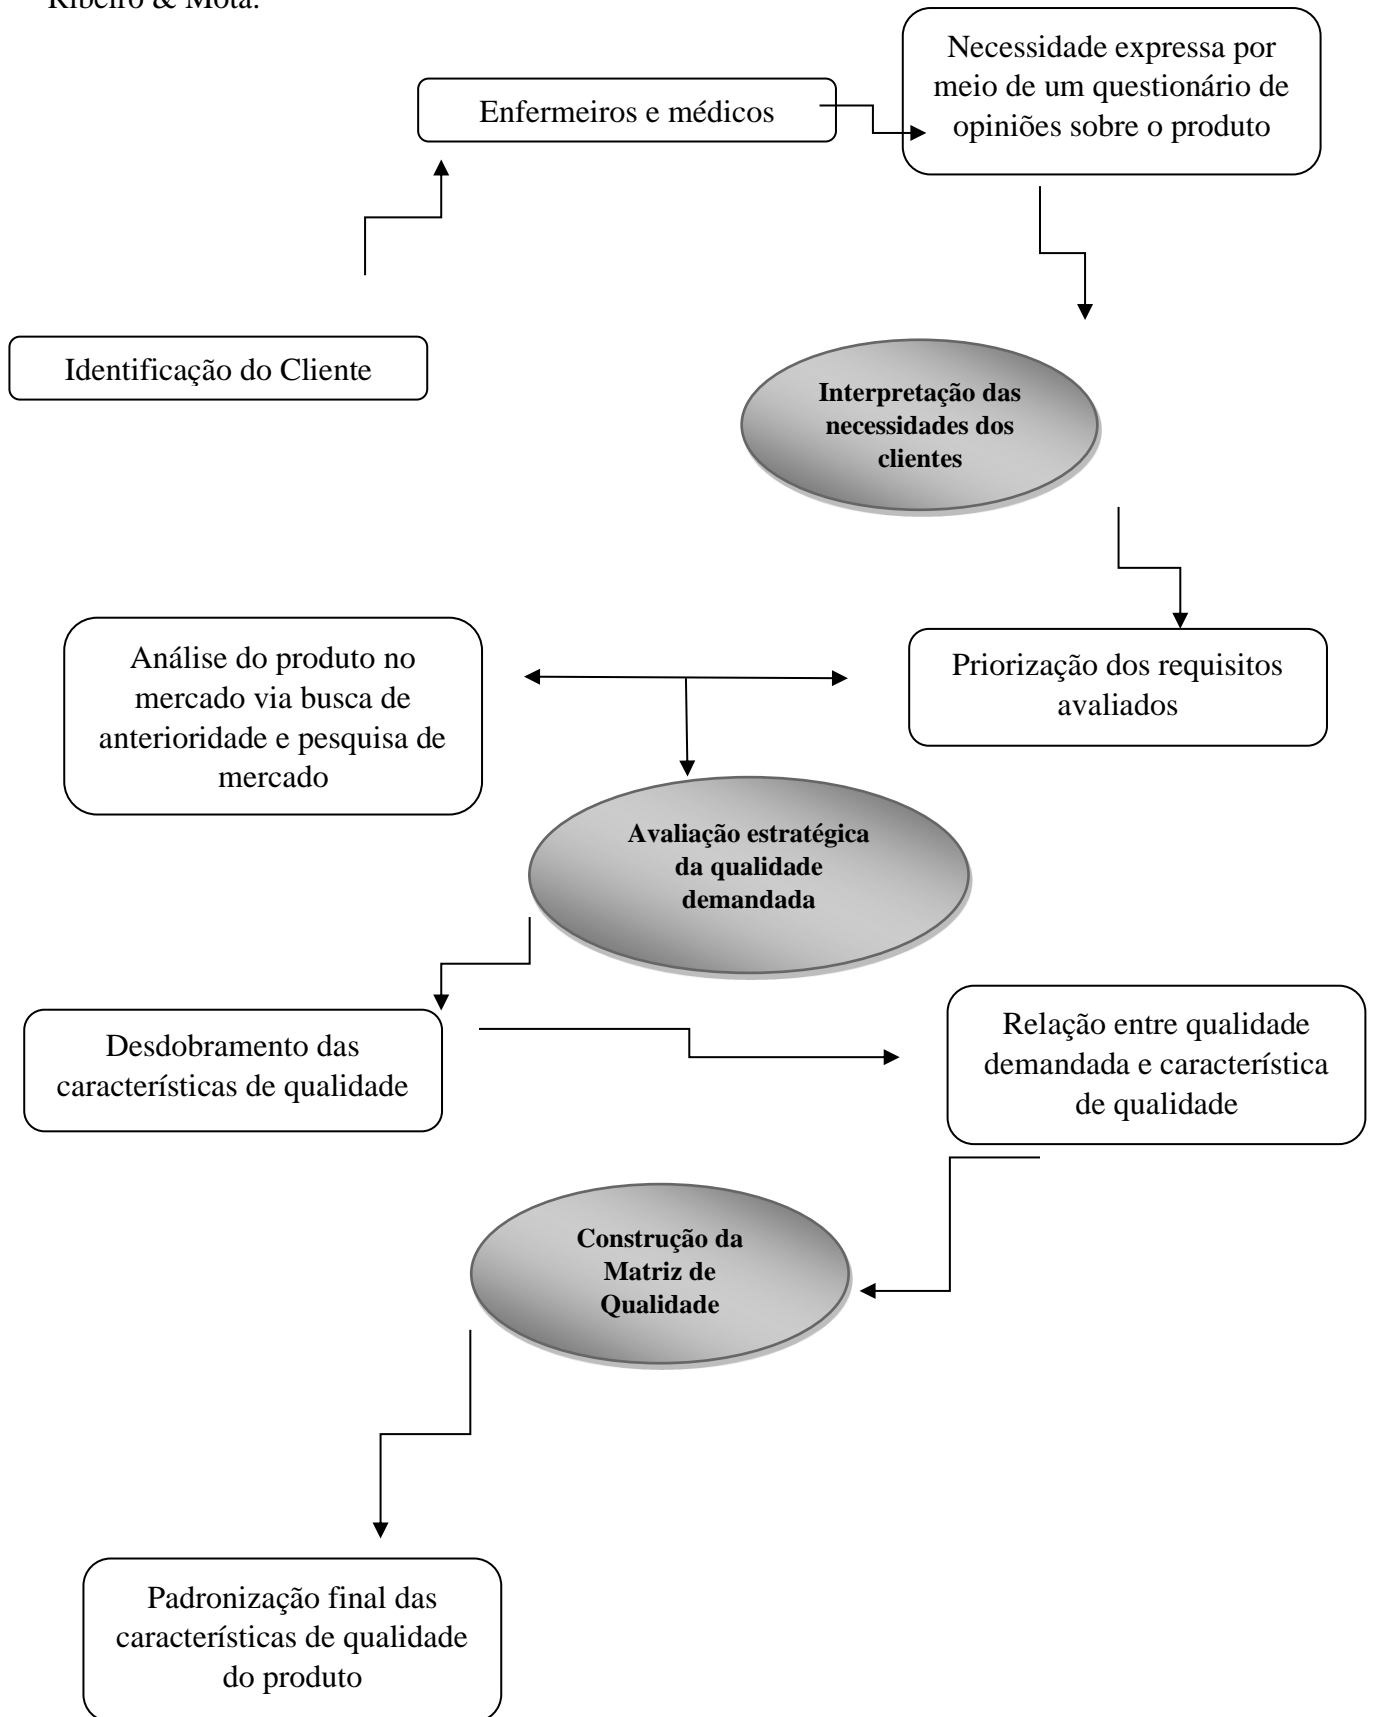 Ribeiro & Mota.
Necessidade expressa por
meio de um questionário de
opiniões sobre o produto
Enfermeiros e médicos
Identificação do Cliente
Interpretação das
necessidades dos
clientes
Análise do produto no
mercado via busca de
anterioridade e pesquisa de
mercado
Priorização dos requisitos
avaliados
Avaliação estratégica
da qualidade
demandada
Desdobramento das
características de qualidade
Relação entre qualidade
demandada e característica
de qualidade
Construção da
Matriz de
Qualidade
Padronização final das
características de qualidade
do produto